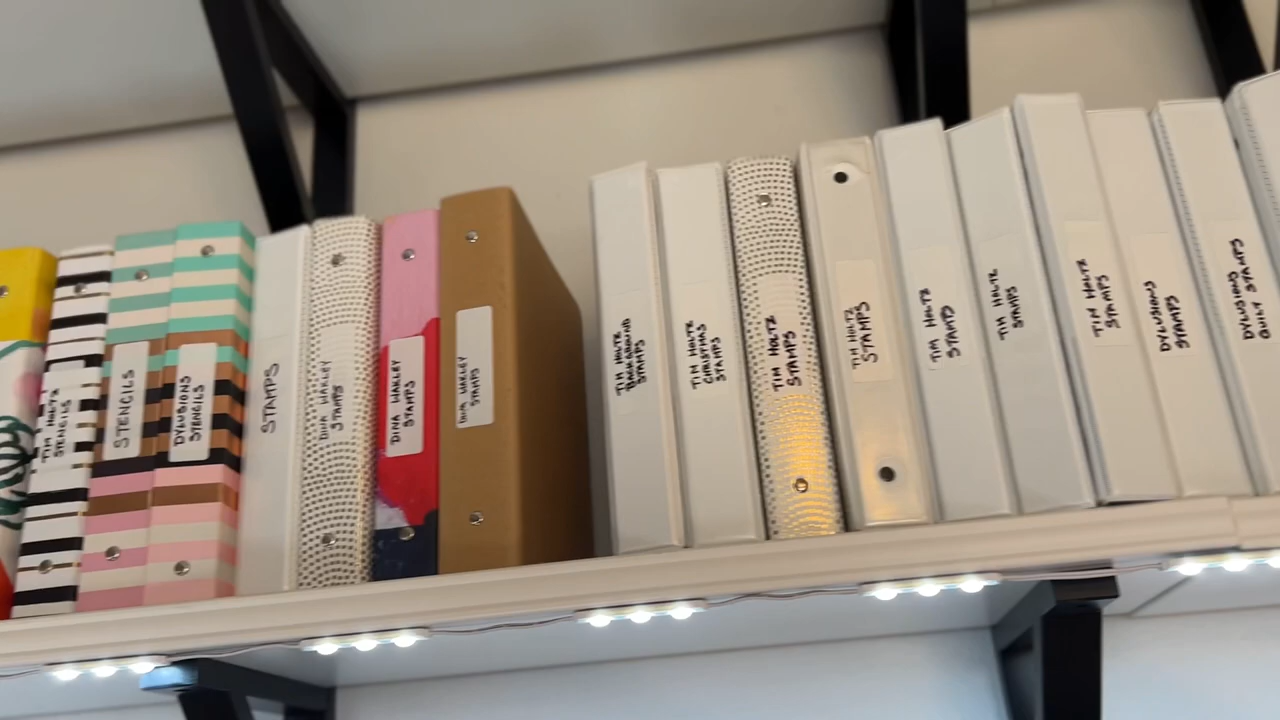 TIM HOLTZ
STENCILS
STENCILS
DYLUSIONS
STENCILS
STAMPS
DINA WAKLEY
STAMPS
DINA WAKLEY
STAMPS
DINA WAKLEY
STAMPS
TIM HOLTZ
BACKGROUND
STAMPS
TIM HOLTZ
CHRISTMAS
STAMPS
TIM HOLTZ
STAMPS
TIM HOLTZ
STAMPS
TIM HOLTZ
STAMPS
TIM HOLTZ
STAMPS
TIM HOLTZ
STAMPS
DYLUSIONS
STAMPS
DYLUSIONS
QUILT STAMPS